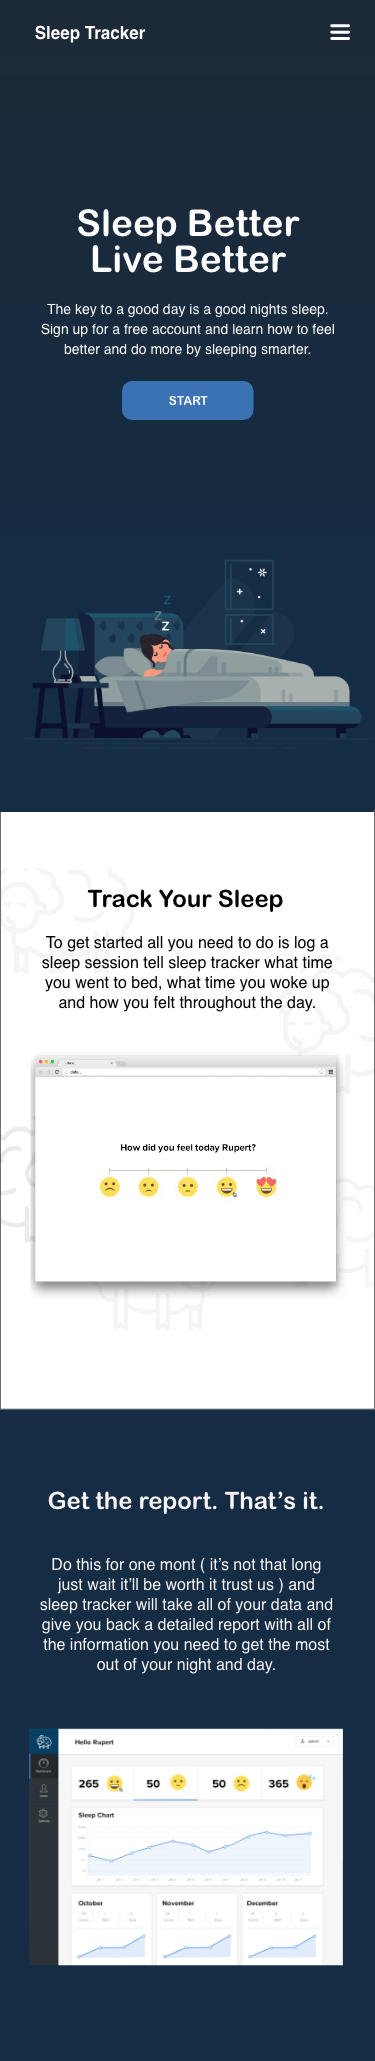 Sleep Tracker
Sleep Better
Live Better
The key to a good day is a good nights sleep.
Sign up for a free account and learn how to feel
better and do more by sleeping smarter.
START
Z
Z
Z
Track Your Sleep
To get started all you need to do is log a
sleep session tell sleep tracker what time
you went to bed, what time you woke up
and how you felt throughout the day.
How did you feel today Rupert?
Get the report. That's it.
Do this for one mont ( it's not that long
just wait it'll be worth it trust us ) and
sleep tracker will take all of your data and
give you back a detailed report with all of
the information you need to get the most
out of your night and day.
Hello Rupert
265 50 50 365
Sleep Chart
October November December